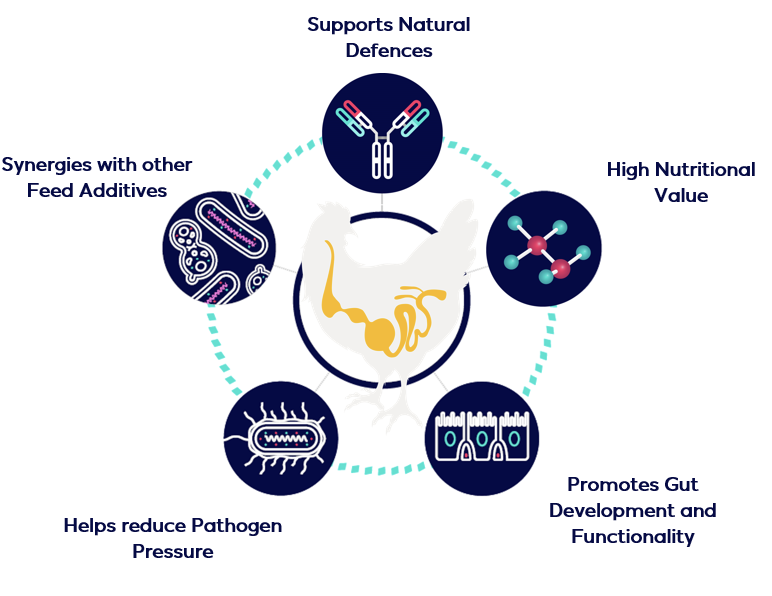 Supports Natural
Defences
Synergies with other
Feed Additives
High Nutritional
Value
Promotes Gut
Development and
Functionality
Helps reduce Pathogen
Pressure